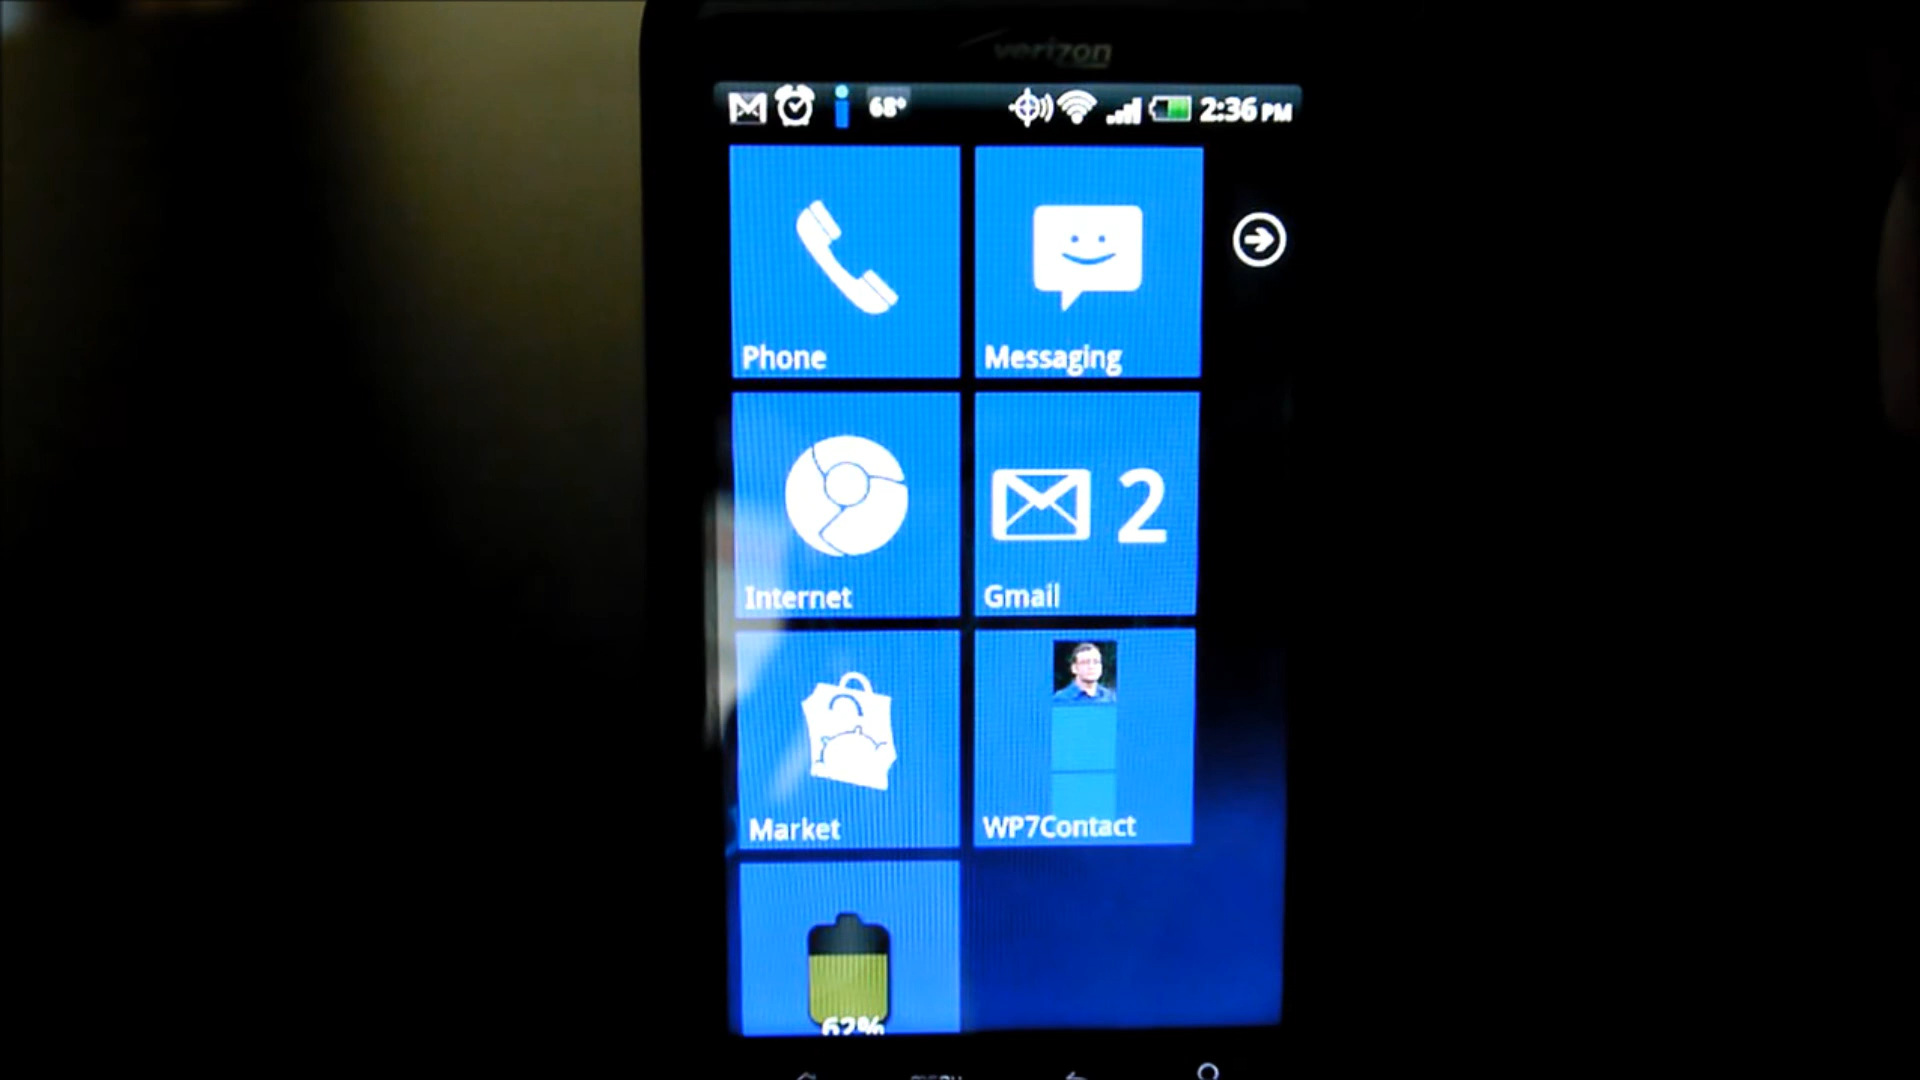 verizon
68° 2:36 PM
Phone
Messaging
Internet
2
Gmail
Market
WP7Contact
62%